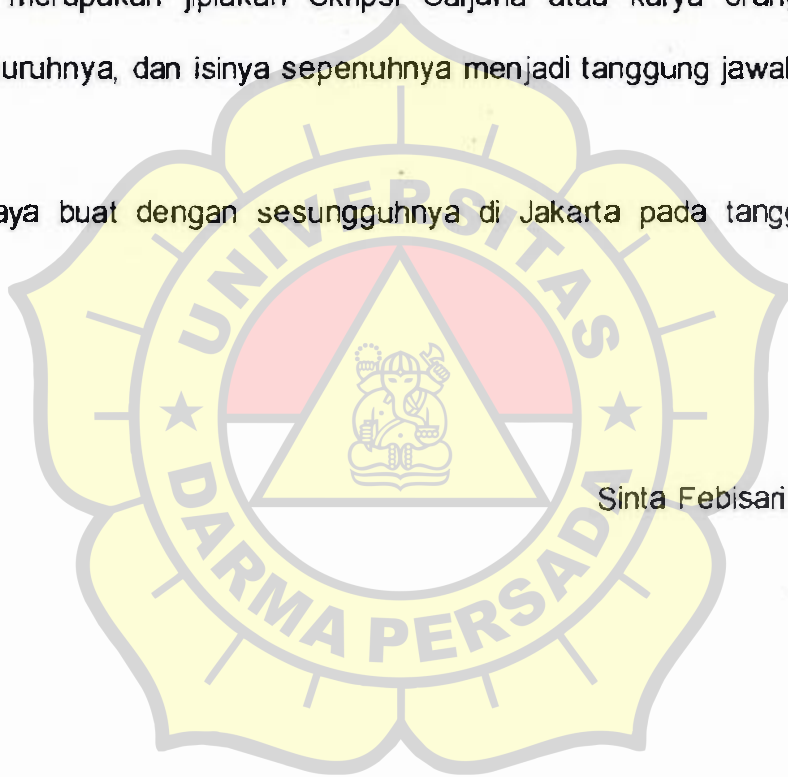 merupakan jiplakan Skripsi Sarjana atau karya orang
uruhnya, dan isinya sepenuhnya menjadi tanggung jawab
aya buat dengan sesungguhnya di Jakarta pada tangg
UNIVERSITAS
Sinta Febisari
DARMA PERSADA